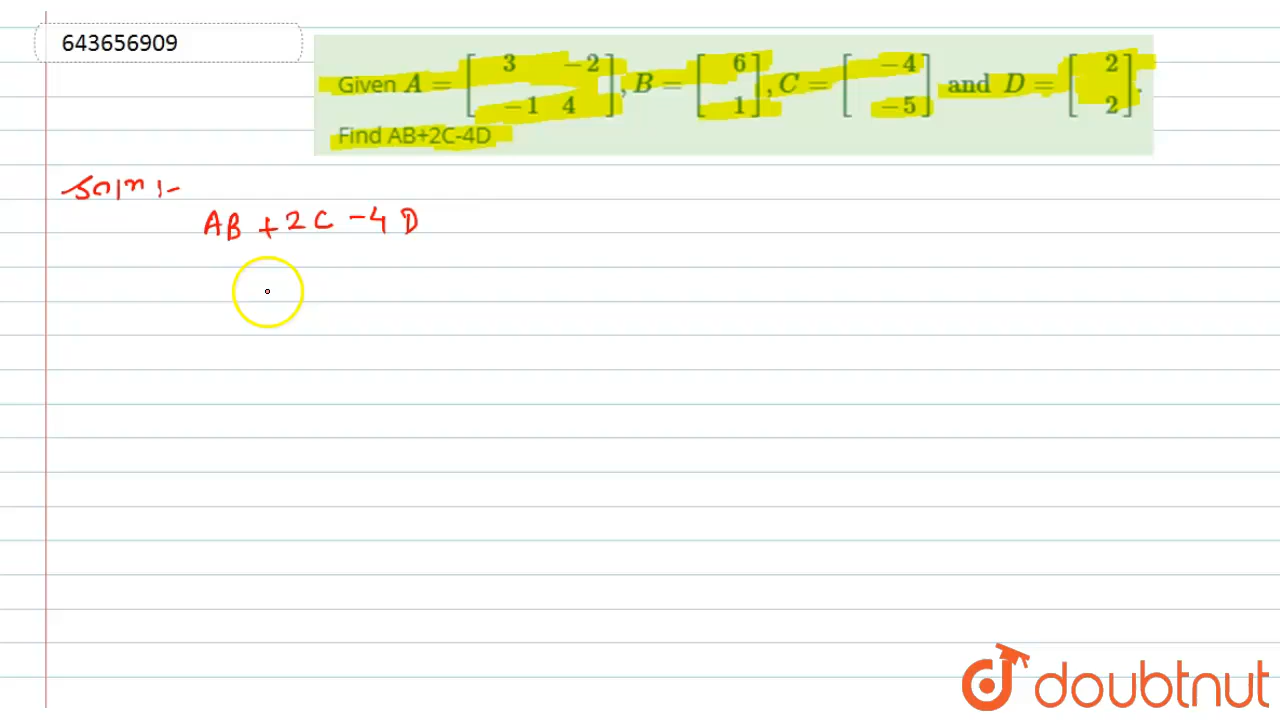 643656909
Given A = [ 3 −2 ], B = [ 6 ], C = [ −4 ] and D = [ 2 ].
−1 4 1 −5 2
Find AB+2C-4D
Soln :-
AB + 2C - 4D
doubtnut